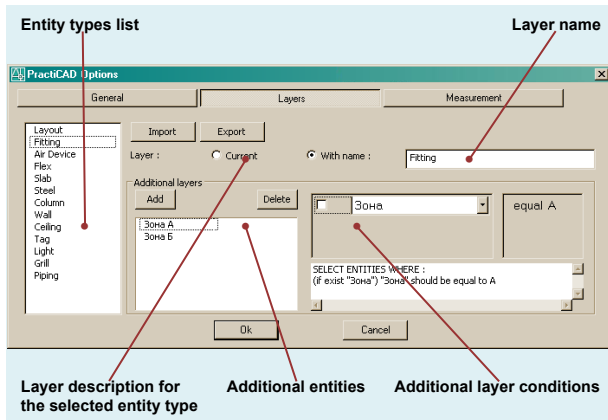 Entity types list
Layer name
PractiCAD Options
General
Layers
Measurement
Layout
Fitting
Air Device
Flex
Slab
Steel
Column
Wall
Ceiling
Tag
Light
Grill
Piping
Import
Export
Layer :
Current
With name :
Fitting
Additional layers
Add
Delete
Зона А
Зона Б
Зона
equal A
SELECT ENTITIES WHERE :
(if exist "Зона") "Зона" should be equal to A
Ok
Cancel
Layer description for
the selected entity type
Additional entities
Additional layer conditions